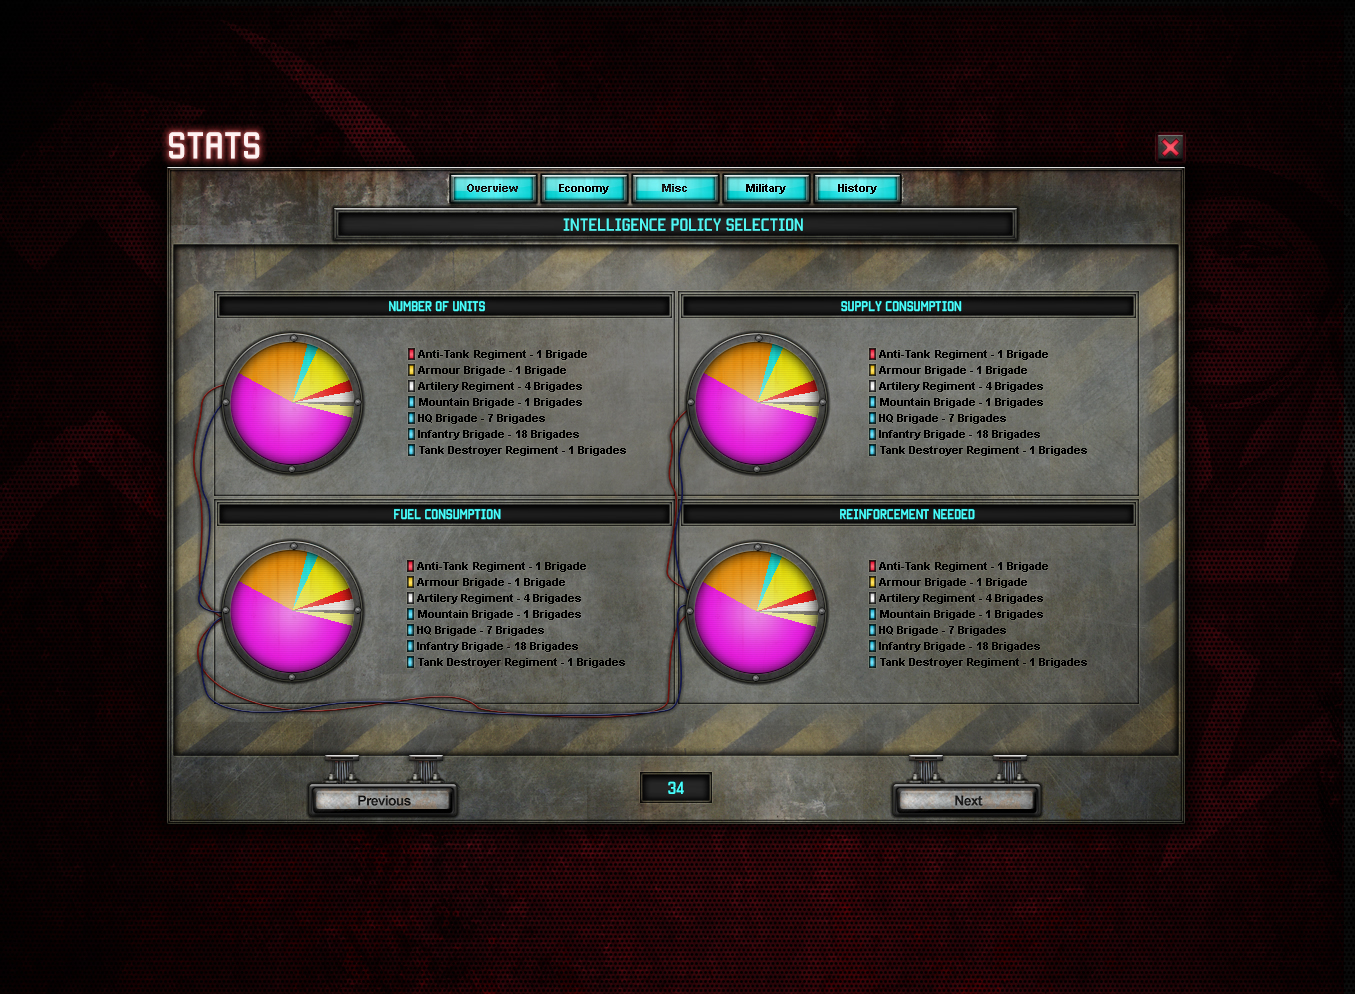 STATS
Overview
Economy
Misc
Military
History
INTELLIGENCE POLICY SELECTION
NUMBER OF UNITS
Anti-Tank Regiment - 1 Brigade
Armour Brigade - 1 Brigade
Artilery Regiment - 4 Brigades
Mountain Brigade - 1 Brigades
HQ Brigade - 7 Brigades
Infantry Brigade - 18 Brigades
Tank Destroyer Regiment - 1 Brigades
SUPPLY CONSUMPTION
Anti-Tank Regiment - 1 Brigade
Armour Brigade - 1 Brigade
Artilery Regiment - 4 Brigades
Mountain Brigade - 1 Brigades
HQ Brigade - 7 Brigades
Infantry Brigade - 18 Brigades
Tank Destroyer Regiment - 1 Brigades
FUEL CONSUMPTION
Anti-Tank Regiment - 1 Brigade
Armour Brigade - 1 Brigade
Artilery Regiment - 4 Brigades
Mountain Brigade - 1 Brigades
HQ Brigade - 7 Brigades
Infantry Brigade - 18 Brigades
Tank Destroyer Regiment - 1 Brigades
REINFORCEMENT NEEDED
Anti-Tank Regiment - 1 Brigade
Armour Brigade - 1 Brigade
Artilery Regiment - 4 Brigades
Mountain Brigade - 1 Brigades
HQ Brigade - 7 Brigades
Infantry Brigade - 18 Brigades
Tank Destroyer Regiment - 1 Brigades
Previous
34
Next